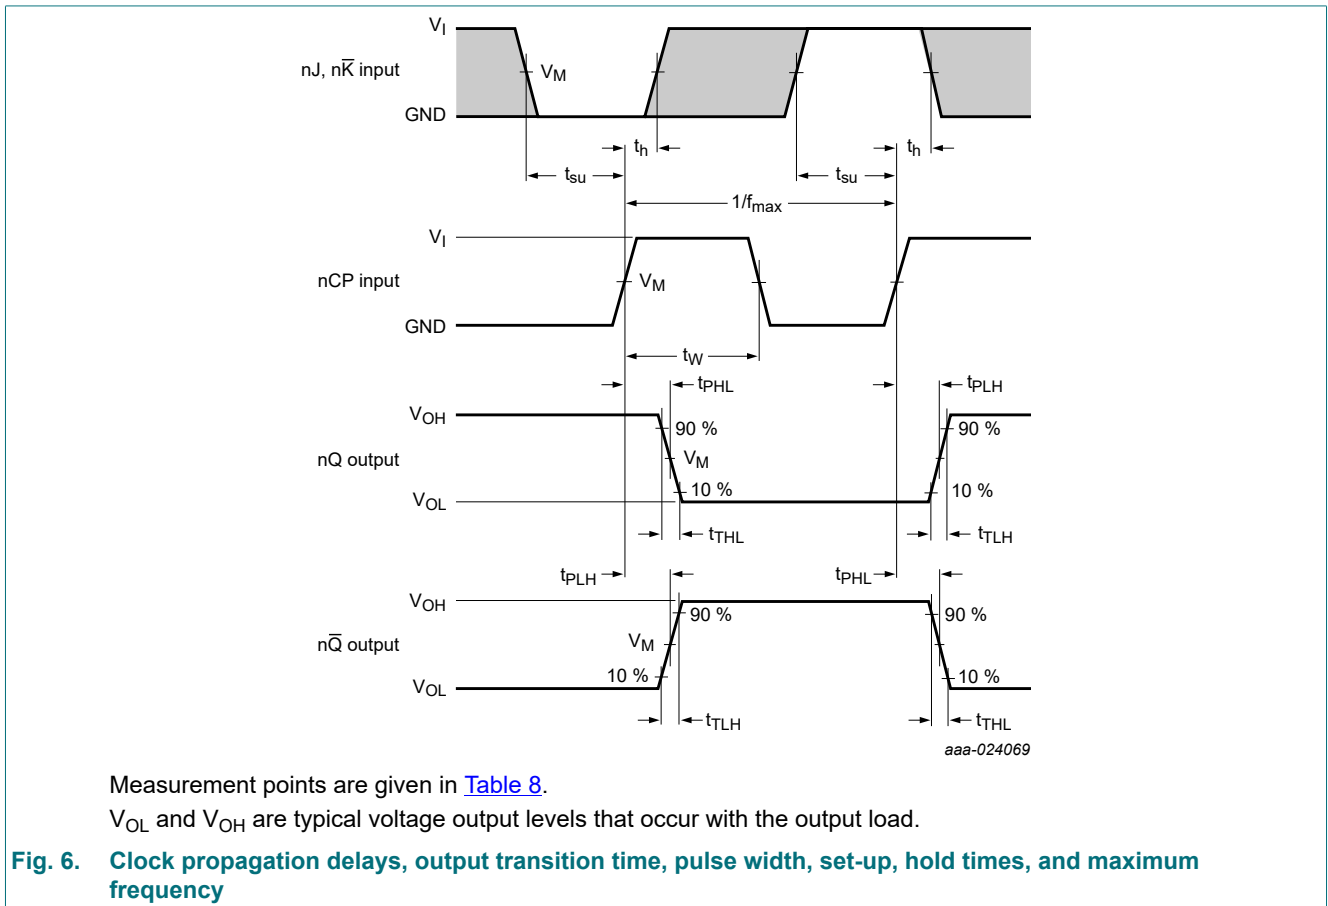 VI
nJ, nK̅ input
VM
GND
th
th
tsu
tsu
1/fmax
VI
nCP input
VM
GND
tW
tPHL
tPLH
VOH
90 %
90 %
nQ output
VM
VOL
10 %
10 %
tTHL
tTLH
tPLH
tPHL
VOH
90 %
90 %
nQ̅ output
VM
10 %
10 %
VOL
tTLH
tTHL
aaa-024069
Measurement points are given in Table 8.
VOL and VOH are typical voltage output levels that occur with the output load.
Fig. 6. Clock propagation delays, output transition time, pulse width, set-up, hold times, and maximum
frequency